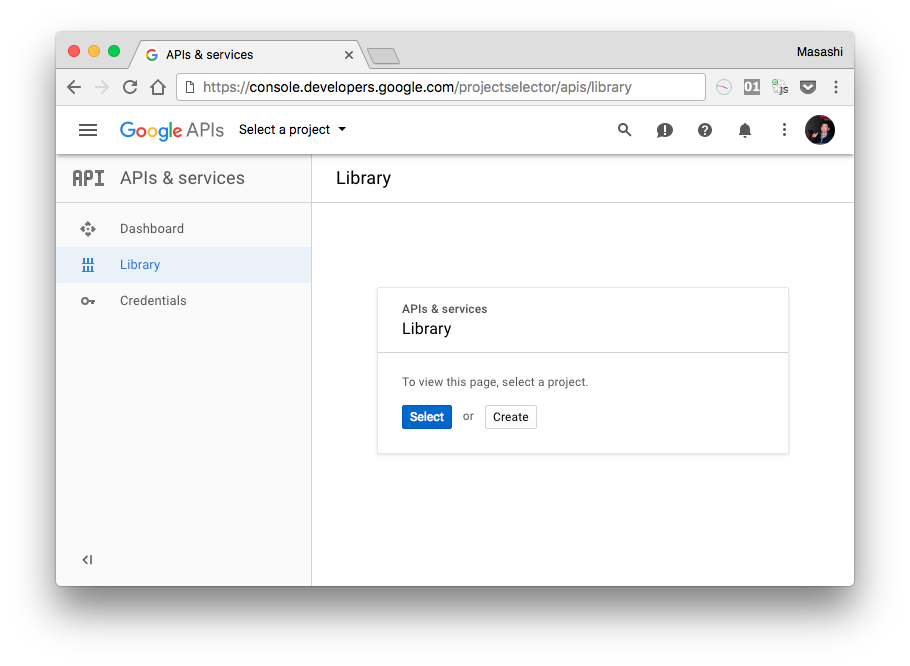 APIs & services
Masashi
https://console.developers.google.com/projectselector/apis/library
01
js
Google APIs
Select a project
API
APIs & services
Library
Dashboard
Library
Credentials
APIs & services
Library
To view this page, select a project.
Select or Create